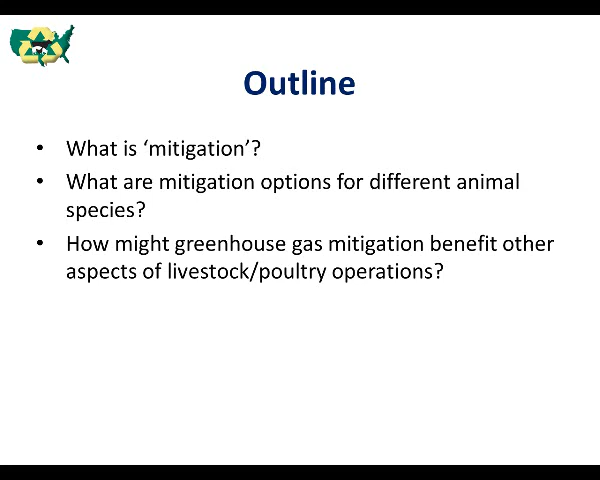 Outline
• What is ‘mitigation’?
• What are mitigation options for different animal
species?
• How might greenhouse gas mitigation benefit other
aspects of livestock/poultry operations?